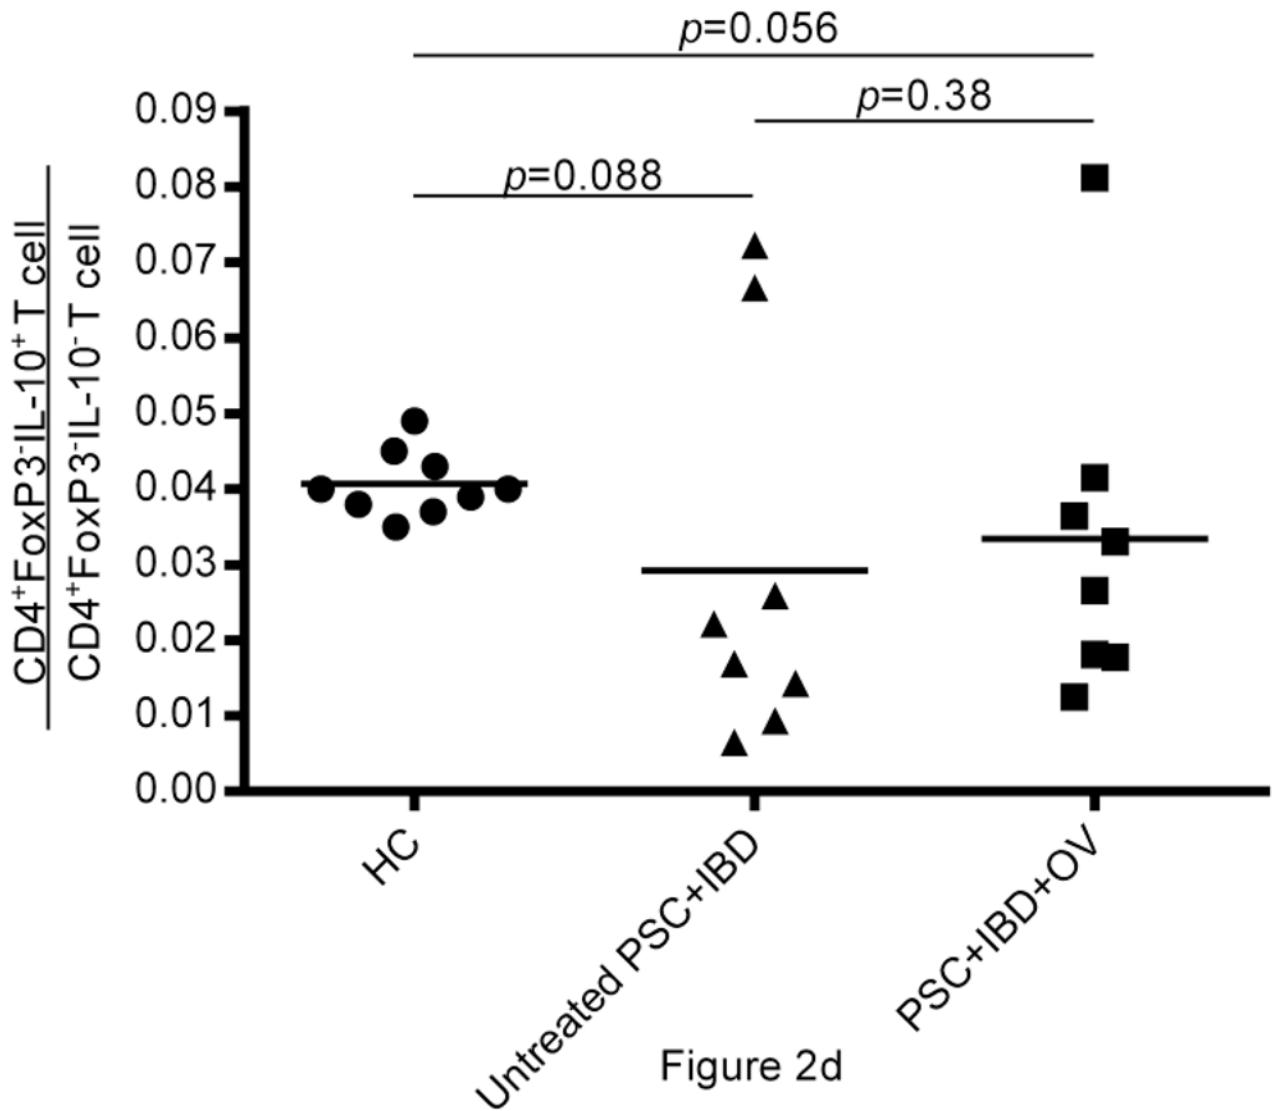 p=0.056
p=0.38
p=0.088
CD4⁺FoxP3⁻IL-10⁺ T cell
CD4⁺FoxP3⁻IL-10⁻ T cell
0.09
0.08
0.07
0.06
0.05
0.04
0.03
0.02
0.01
0.00
HC
Untreated PSC+IBD
PSC+IBD+OV
Figure 2d